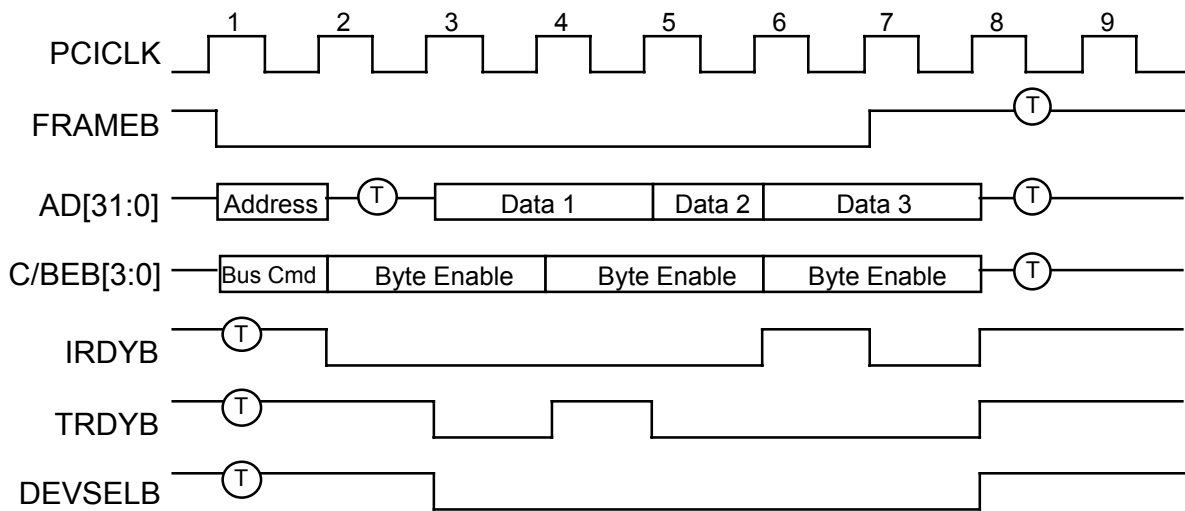 1 2 3 4 5 6 7 8 9
PCICLK
FRAMEB T
AD[31:0] Address T Data 1 Data 2 Data 3 T
C/BEB[3:0] Bus Cmd Byte Enable Byte Enable Byte Enable T
IRDYB T
TRDYB T
DEVSELB T